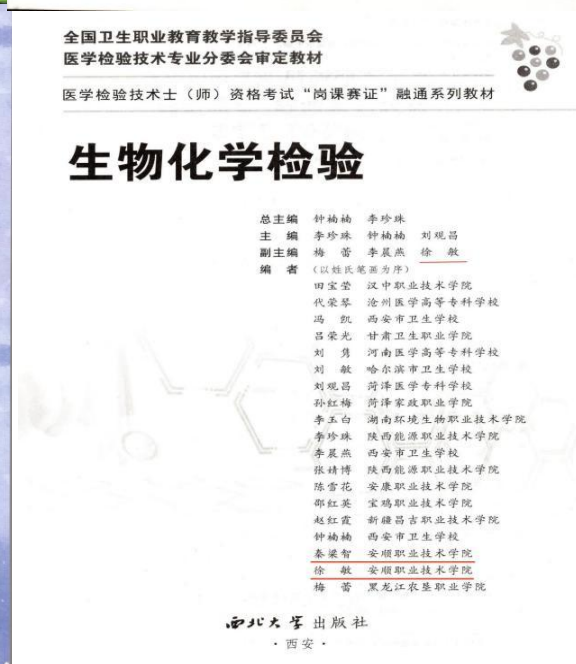 全国卫生职业教育教学指导委员会
医学检验技术专业分委会审定教材
医学检验技术士（师）资格考试“岗课赛证”融通系列教材
生物化学检验
总主编 钟楠楠 李珍珠
主 编 李珍珠 钟楠楠 刘观昌
副主编 梅 蕾 李晨燕 徐 敏
编 者 （以姓氏笔画为序）
田宝莹 汉中职业技术学院
代荣琴 沧州医学高等专科学校
冯 凯 西安市卫生学校
吕荣光 甘肃卫生职业学院
刘 隽 河南医学高等专科学校
刘 敏 哈尔滨市卫生学校
刘观昌 菏泽医学专科学校
孙红梅 菏泽家政职业学院
李玉白 湖南环境生物职业技术学院
李珍珠 陕西能源职业技术学院
李晨燕 西安市卫生学校
张婧博 陕西能源职业技术学院
陈雪花 安康职业技术学院
邵红英 宝鸡职业技术学院
赵红霞 新疆昌吉职业技术学院
钟楠楠 西安市卫生学校
秦梁智 安顺职业技术学院
徐 敏 安顺职业技术学院
梅 蕾 黑龙江农垦职业学院
西北大学出版社
·西安·